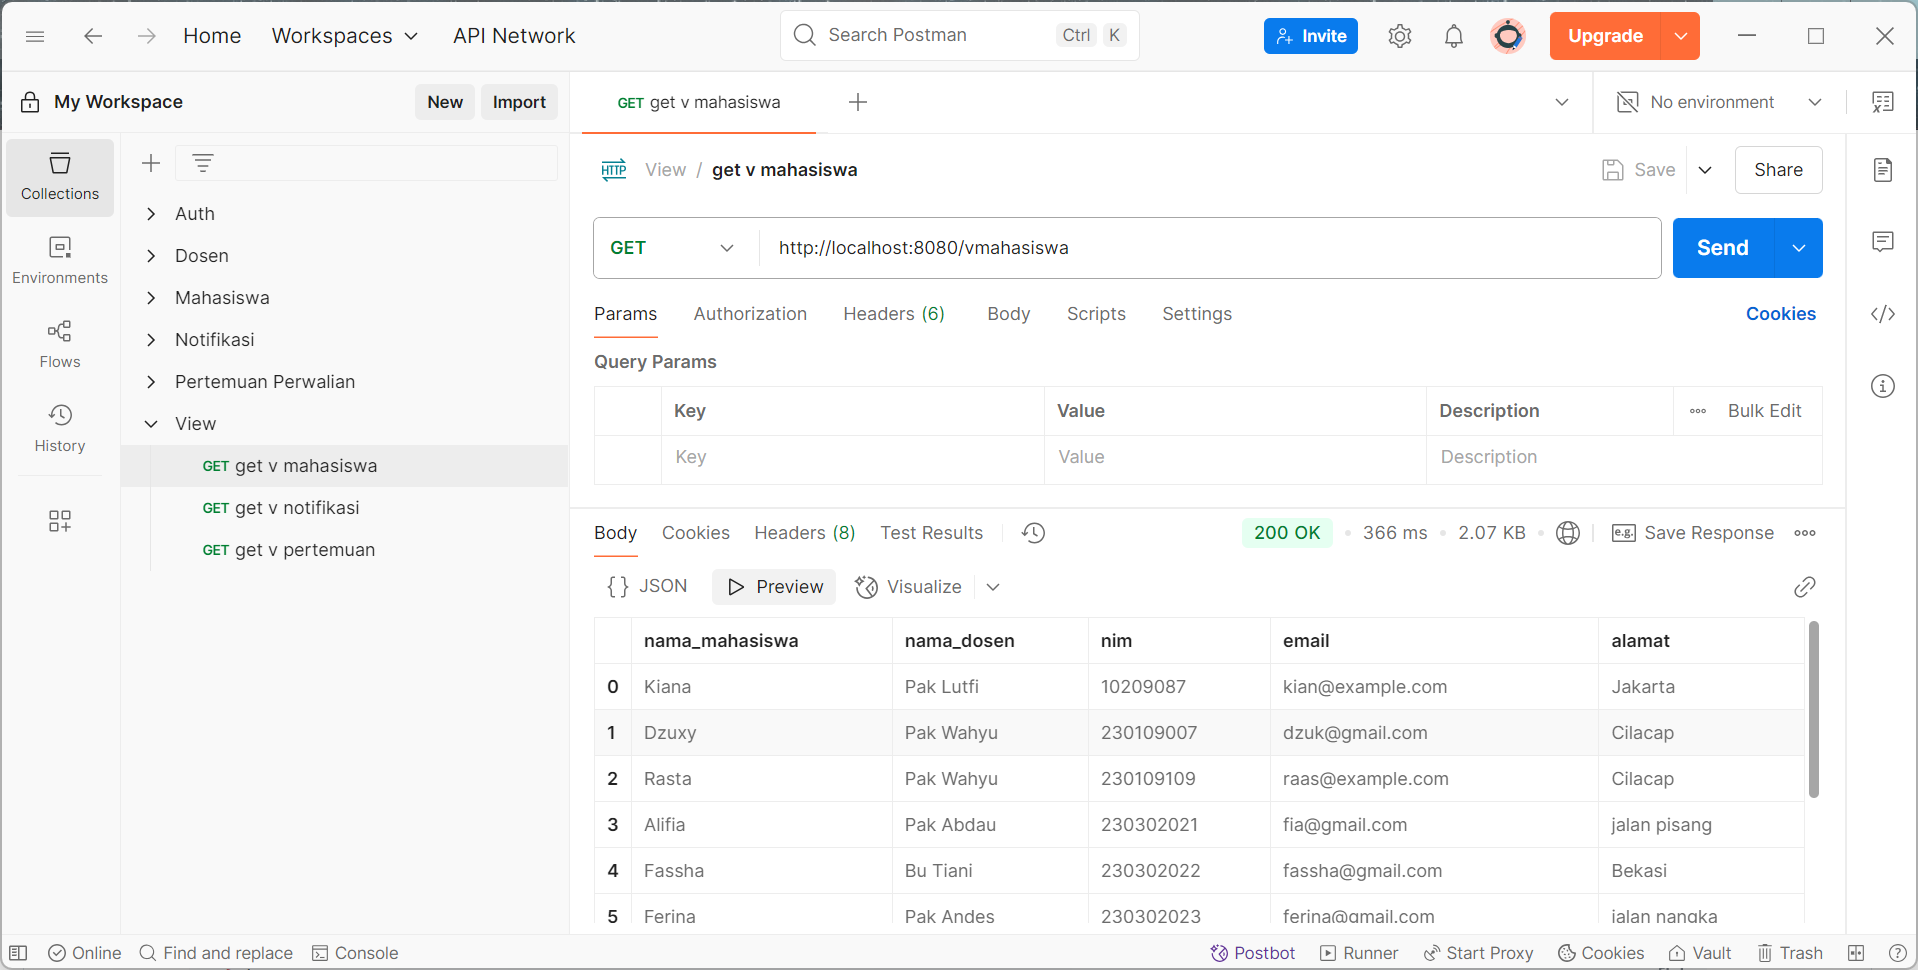 Home Workspaces API Network Search Postman Ctrl K Invite Upgrade
My Workspace New Import
GET get v mahasiswa No environment
Collections
Environments
Flows
History
Auth
Dosen
Mahasiswa
Notifikasi
Pertemuan Perwalian
View
GET get v mahasiswa
GET get v notifikasi
GET get v pertemuan
HTTP View / get v mahasiswa Save Share
GET http://localhost:8080/vmahasiswa Send
Params Authorization Headers (6) Body Scripts Settings Cookies
Query Params
Key Value Description Bulk Edit
Key Value Description
Body Cookies Headers (8) Test Results 200 OK • 366 ms • 2.07 KB • e.g. Save Response
{} JSON Preview Visualize
nama_mahasiswa nama_dosen nim email alamat
0 Kiana Pak Lutfi 10209087 kian@example.com Jakarta
1 Dzuxy Pak Wahyu 230109007 dzuk@gmail.com Cilacap
2 Rasta Pak Wahyu 230109109 raas@example.com Cilacap
3 Alifia Pak Abdau 230302021 fia@gmail.com jalan pisang
4 Fassha Bu Tiani 230302022 fassha@gmail.com Bekasi
5 Ferina Pak Andes 230302023 ferina@gmail.com jalan nangka
Online Find and replace Console Postbot Runner Start Proxy Cookies Vault Trash